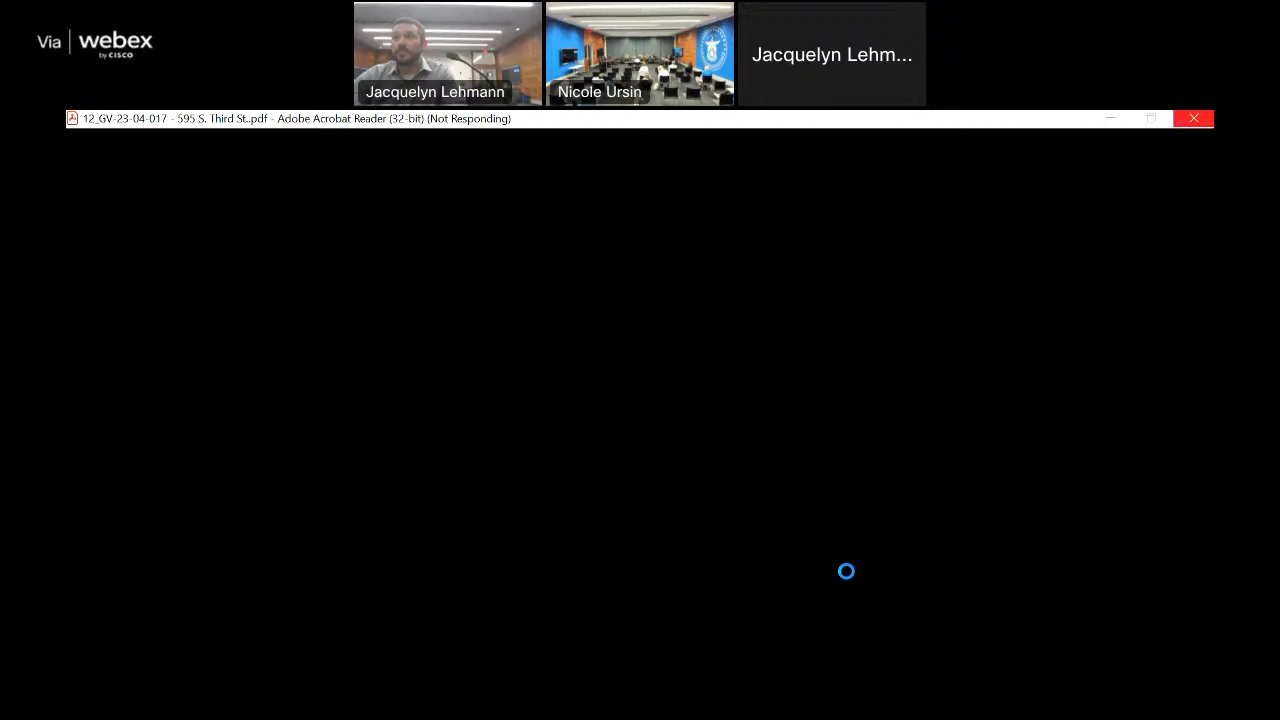 Via webex
by CISCO
Jacquelyn Lehmann
Nicole Ursin
Jacquelyn Lehm...
12_GV-23-04-017 - 595 S. Third St..pdf - Adobe Acrobat Reader (32-bit) (Not Responding)